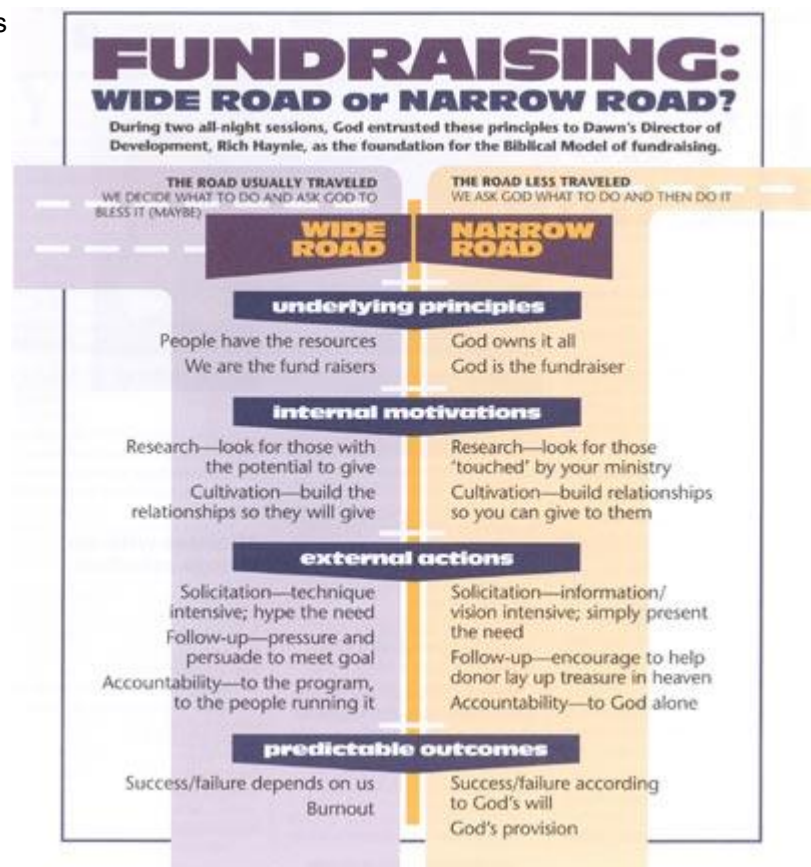 s
FUNDRAISING:
WIDE ROAD or NARROW ROAD?
During two all-night sessions, God entrusted these principles to Dawn's Director of
Development, Rich Haynie, as the foundation for the Biblical Model of fundraising.
THE ROAD USUALLY TRAVELED
WE DECIDE WHAT TO DO AND ASK GOD TO
BLESS IT (MAYBE)
THE ROAD LESS TRAVELED
WE ASK GOD WHAT TO DO AND THEN DO IT
WIDE
ROAD
NARROW
ROAD
underlying principles
People have the resources
We are the fund raisers
God owns it all
God is the fundraiser
internal motivations
Research—look for those with
the potential to give
Cultivation—build the
relationships so they will give
Research—look for those
'touched' by your ministry
Cultivation—build relationships
so you can give to them
external actions
Solicitation—technique
intensive; hype the need
Follow-up—pressure and
persuade to meet goal
Accountability—to the program,
to the people running it
Solicitation—information/
vision intensive; simply present
the need
Follow-up—encourage to help
donor lay up treasure in heaven
Accountability—to God alone
predictable outcomes
Success/failure depends on us
Burnout
Success/failure according
to God's will
God's provision